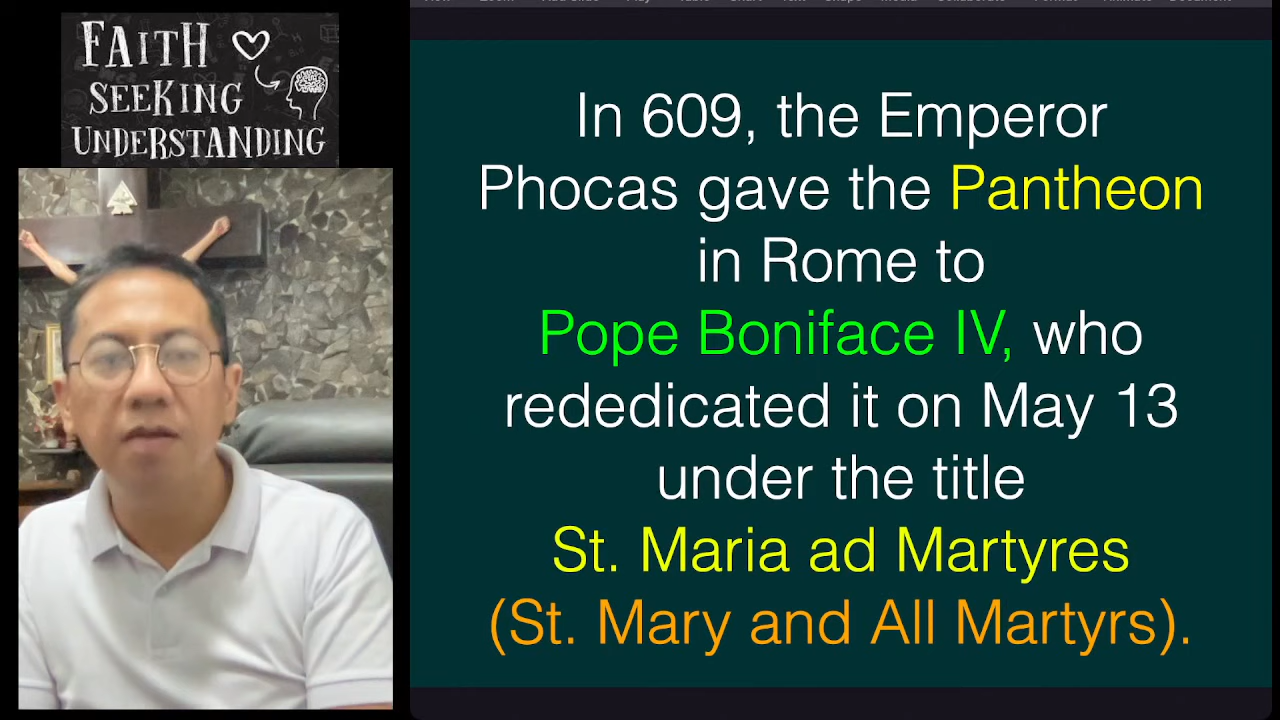 FAITH
SEEKING
UNDERSTANDING
In 609, the Emperor
Phocas gave the Pantheon
in Rome to
Pope Boniface IV, who
rededicated it on May 13
under the title
St. Maria ad Martyres
(St. Mary and All Martyrs).